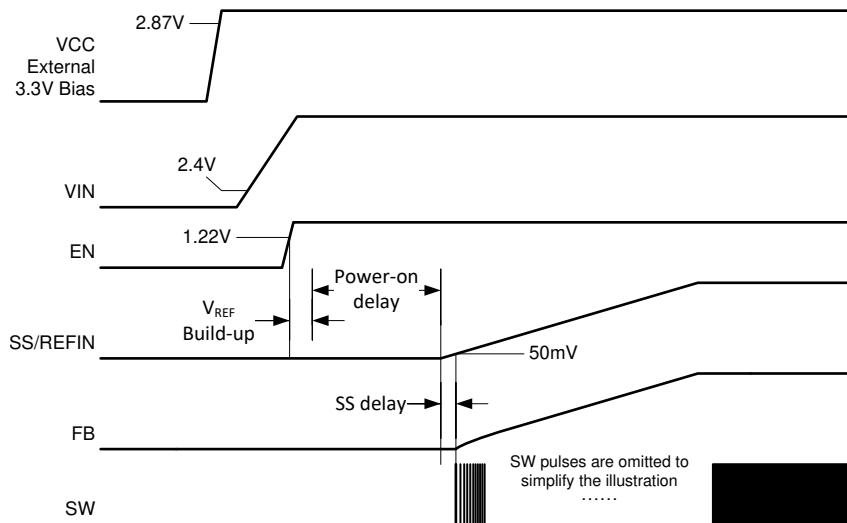 2.87V
VCC
External
3.3V Bias
2.4V
VIN
1.22V
EN
Power-on
delay
VREF
Build-up
SS/REFIN
50mV
SS delay
FB
SW pulses are omitted to
simplify the illustration
......
SW